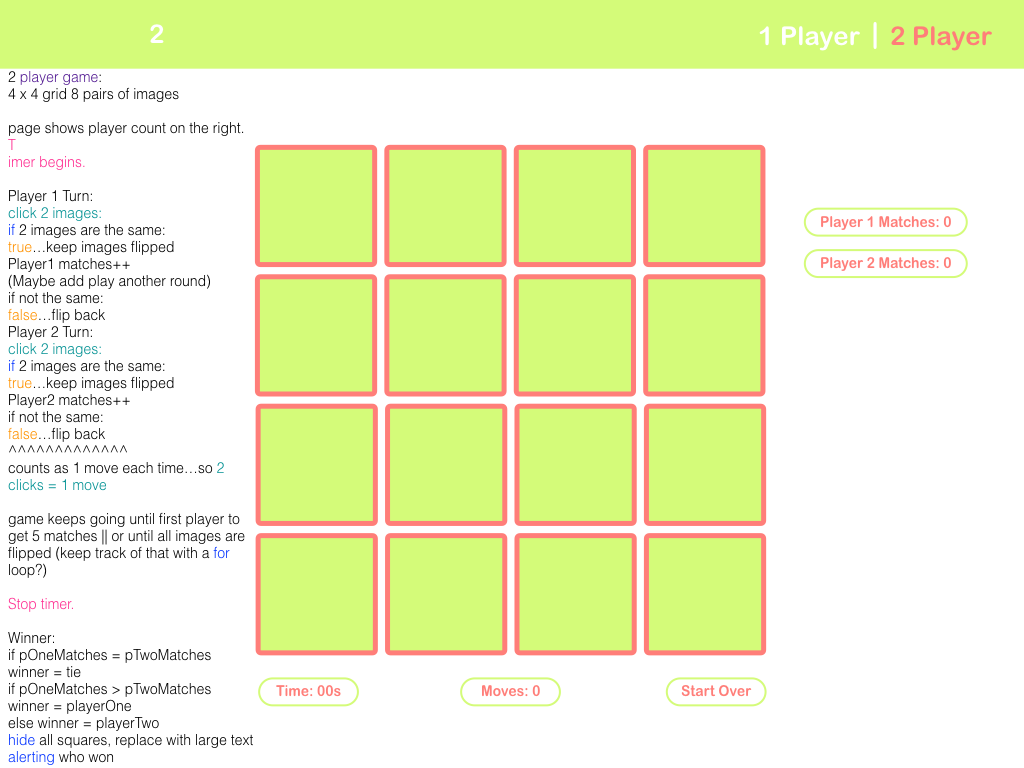 2
1 Player | 2 Player
2 player game:
4 x 4 grid 8 pairs of images
page shows player count on the right.
T
imer begins.
Player 1 Turn:
click 2 images:
if 2 images are the same:
true…keep images flipped
Player1 matches++
(Maybe add play another round)
if not the same:
false…flip back
Player 2 Turn:
click 2 images:
if 2 images are the same:
true…keep images flipped
Player2 matches++
if not the same:
false…flip back
^^^^^^^^^^^^^
counts as 1 move each time…so 2
clicks = 1 move
game keeps going until first player to
get 5 matches || or until all images are
flipped (keep track of that with a for
loop?)
Stop timer.
Winner:
if pOneMatches = pTwoMatches
winner = tie
if pOneMatches > pTwoMatches
winner = playerOne
else winner = playerTwo
hide all squares, replace with large text
alerting who won
Player 1 Matches: 0
Player 2 Matches: 0
Time: 00s
Moves: 0
Start Over